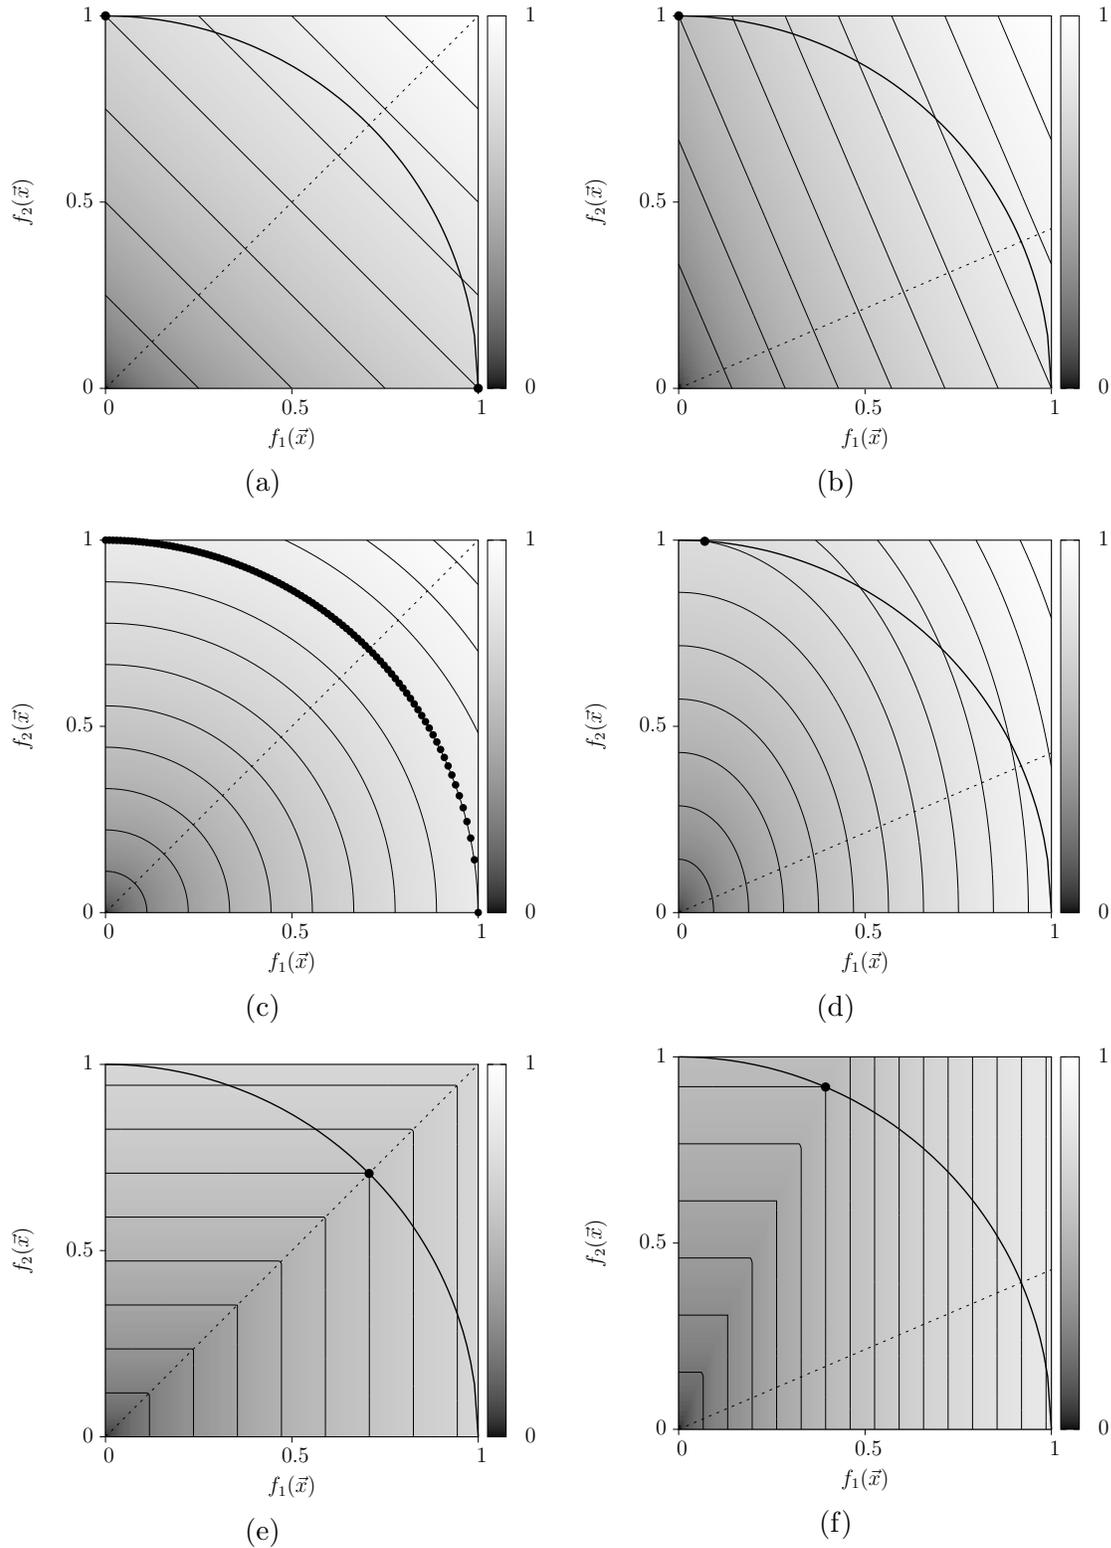 1 1 1 1
f₂(x⃗) 0.5 f₂(x⃗) 0.5
0 0 0 0
0 0.5 1 0 0.5 1
f₁(x⃗) f₁(x⃗)
(a) (b)
1 1 1 1
f₂(x⃗) 0.5 f₂(x⃗) 0.5
0 0 0 0
0 0.5 1 0 0.5 1
f₁(x⃗) f₁(x⃗)
(c) (d)
1 1 1 1
f₂(x⃗) 0.5 f₂(x⃗) 0.5
0 0 0 0
0 0.5 1 0 0.5 1
f₁(x⃗) f₁(x⃗)
(e) (f)